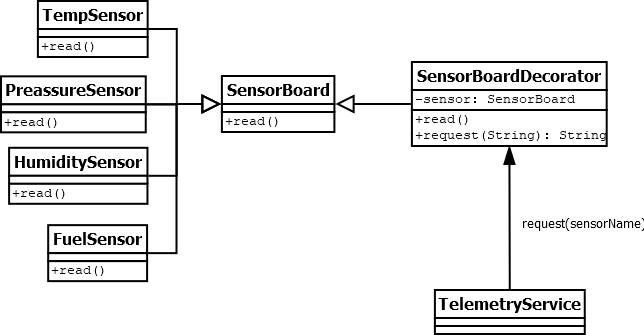 TempSensor
+read()
PreassureSensor
+read()
HumiditySensor
+read()
FuelSensor
+read()
SensorBoard
+read()
SensorBoardDecorator
-sensor: SensorBoard
+read()
+request(String): String
request(sensorName)
TelemetryService